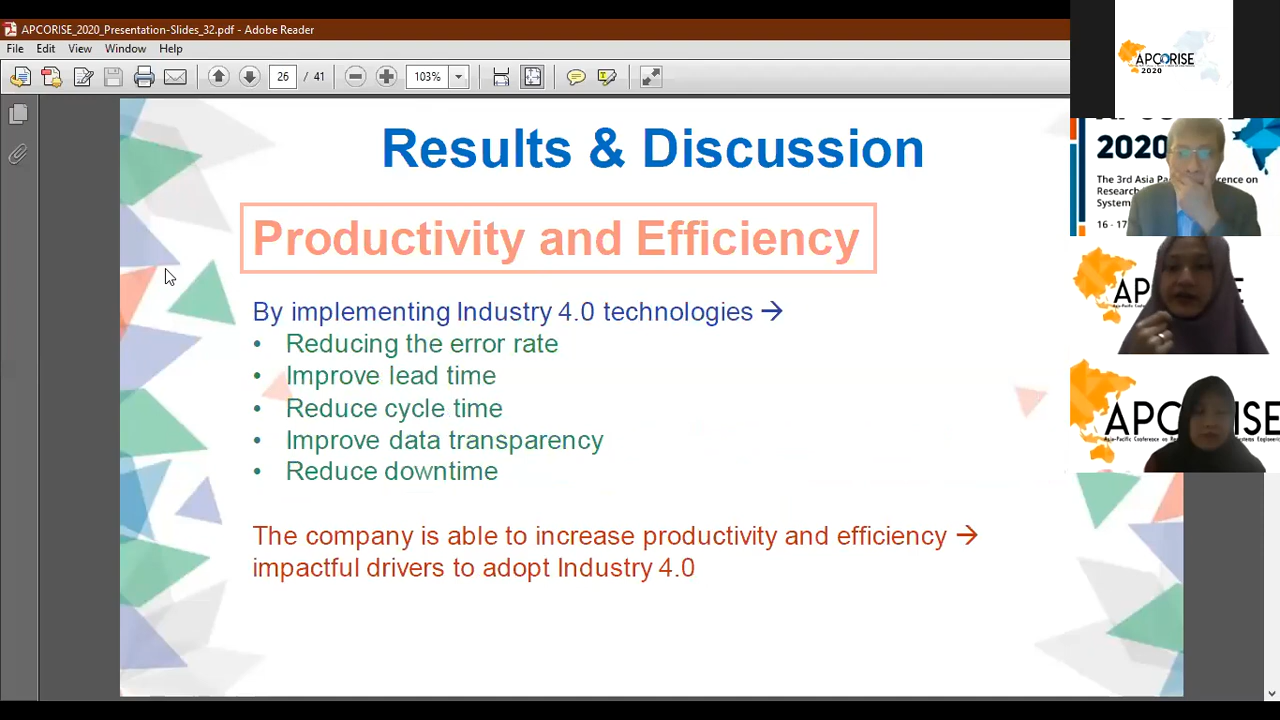 APCORISE_2020_Presentation-Slides_32.pdf - Adobe Reader
File Edit View Window Help
26 / 41 103%
Results & Discussion
Productivity and Efficiency
By implementing Industry 4.0 technologies →
• Reducing the error rate
• Improve lead time
• Reduce cycle time
• Improve data transparency
• Reduce downtime
The company is able to increase productivity and efficiency →
impactful drivers to adopt Industry 4.0
APCORISE
2020
2020
The 3rd Asia Pa
ence on
Research
System
16 - 17